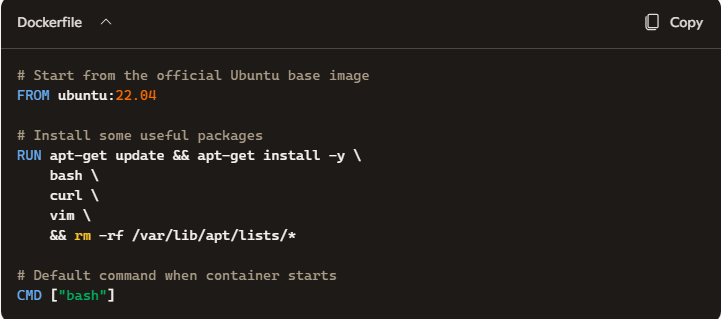 Dockerfile
Copy
# Start from the official Ubuntu base image
FROM ubuntu:22.04
# Install some useful packages
RUN apt-get update && apt-get install -y \
    bash \
    curl \
    vim \
    && rm -rf /var/lib/apt/lists/*
# Default command when container starts
CMD ["bash"]